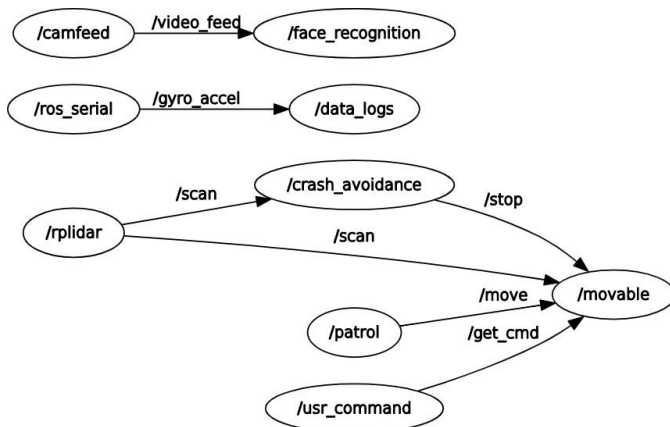 /camfeed /video_feed /face_recognition
/ros_serial /gyro_accel /data_logs
/scan /crash_avoidance /stop
/rplidar /scan
/move /movable
/patrol /get_cmd
/usr_command